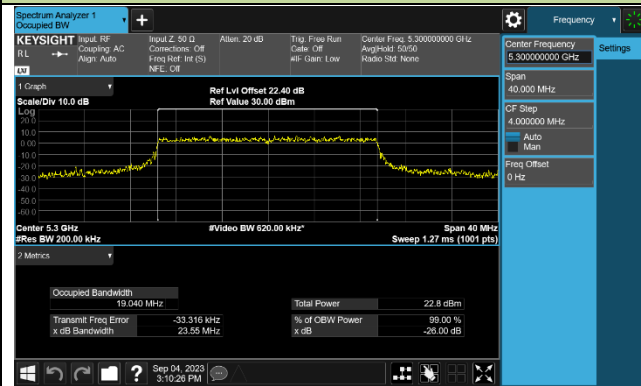 Spectrum Analyzer 1
Occupied BW
Frequency
KEYSIGHT
RL
LXI
Input: RF
Coupling: AC
Align: Auto
Input Z: 50 Ω
Corrections: Off
Freq Ref: Int (S)
NFE: Off
Atten: 20 dB
Trig: Free Run
Gate: Off
#IF Gain: Low
Center Freq: 5.300000000 GHz
Avg|Hold: 50/50
Radio Std: None
Center Frequency
5.300000000 GHz
Settings
Span
40.000 MHz
CF Step
4.000000 MHz
Auto
Man
Freq Offset
0 Hz
1 Graph
Scale/Div 10.0 dB
Ref Lvl Offset 22.40 dB
Ref Value 30.00 dBm
Log
20.0
10.0
0.00
-10.0
-20.0
-30.0
-40.0
-50.0
-60.0
Center 5.3 GHz
#Video BW 620.00 kHz*
Span 40 MHz
#Res BW 200.00 kHz
Sweep 1.27 ms (1001 pts)
2 Metrics
Occupied Bandwidth
19.040 MHz
Total Power 22.8 dBm
Transmit Freq Error -33.316 kHz
% of OBW Power 99.00 %
x dB Bandwidth 23.55 MHz
x dB -26.00 dB
Sep 04, 2023
3:10:26 PM